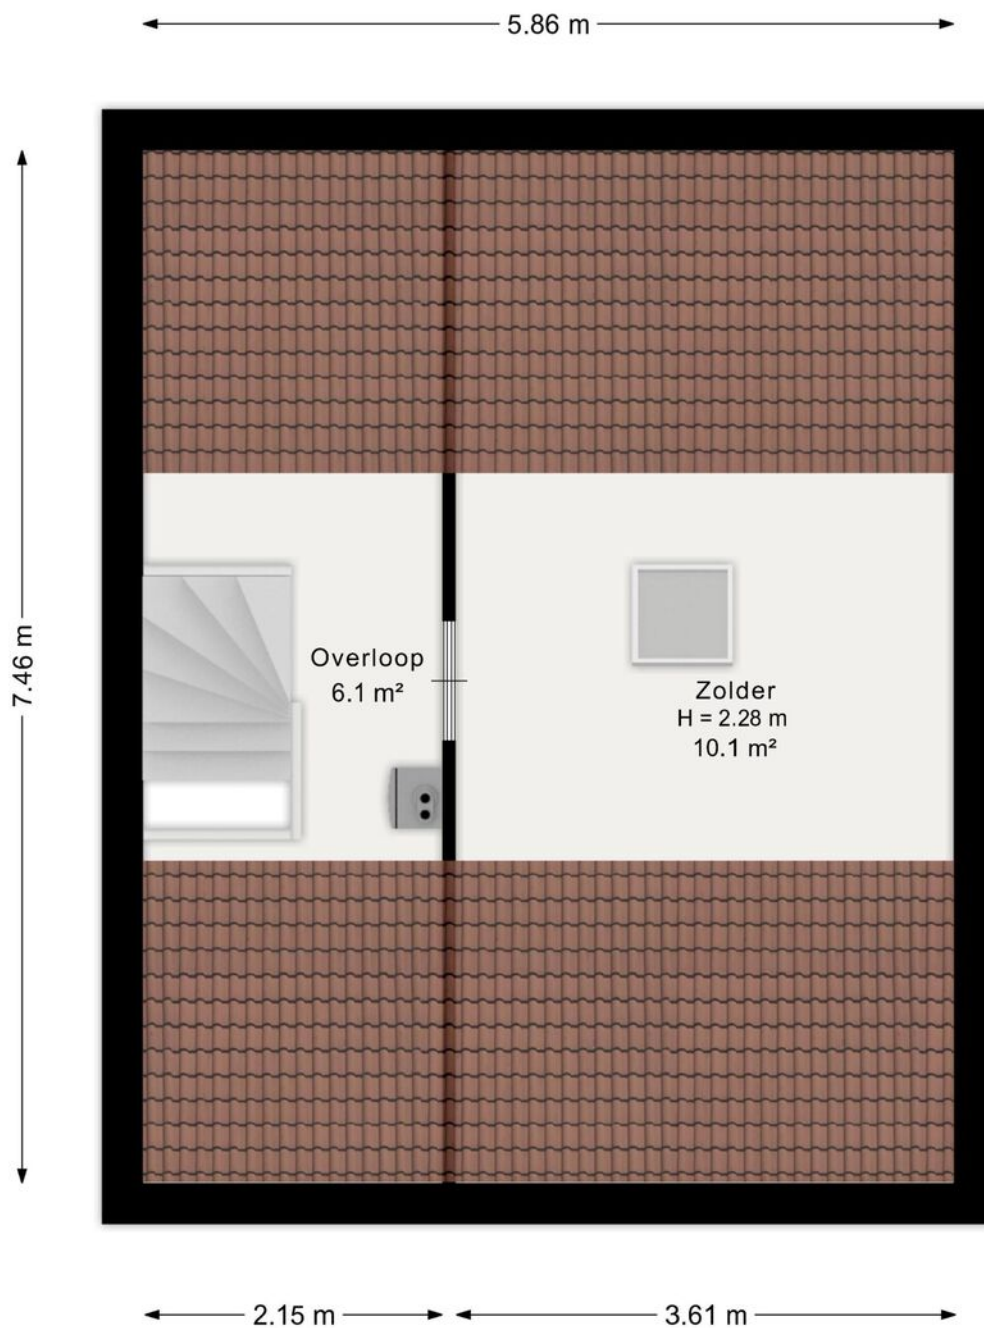 5.86 m
7.46 m
Overloop
6.1 m²
Zolder
H = 2.28 m
10.1 m²
2.15 m
3.61 m